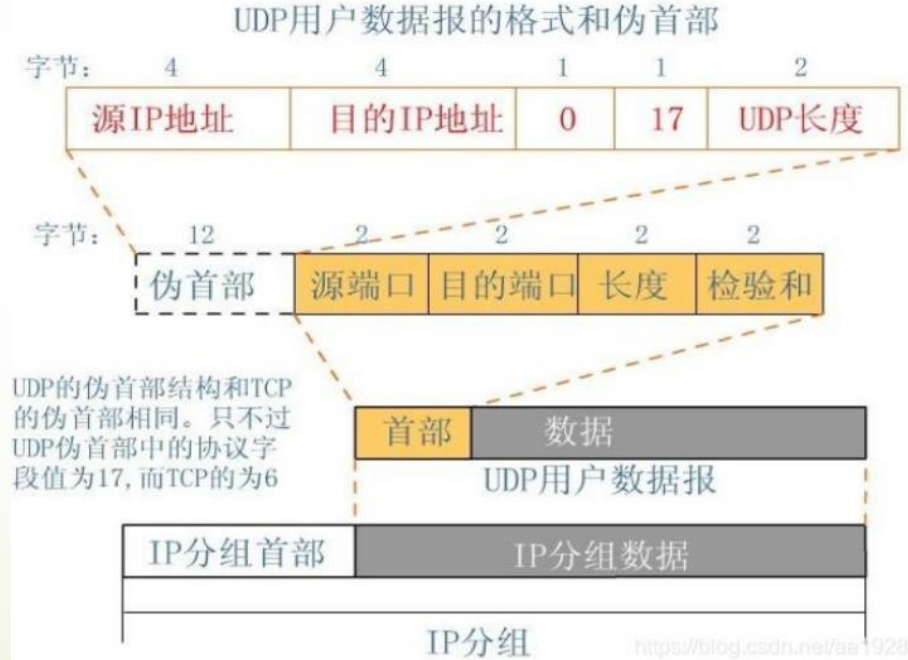 UDP用户数据报的格式和伪首部
字节: 4 4 1 1 2
源IP地址 目的IP地址 0 17 UDP长度
字节: 12 2 2 2 2
伪首部 源端口 目的端口 长度 检验和
UDP的伪首部结构和TCP
的伪首部相同。只不过
UDP伪首部中的协议字
段值为17,而TCP的为6
首部 数据
UDP用户数据报
IP分组首部 IP分组数据
IP分组
https://blog.csdn.net/aa1928